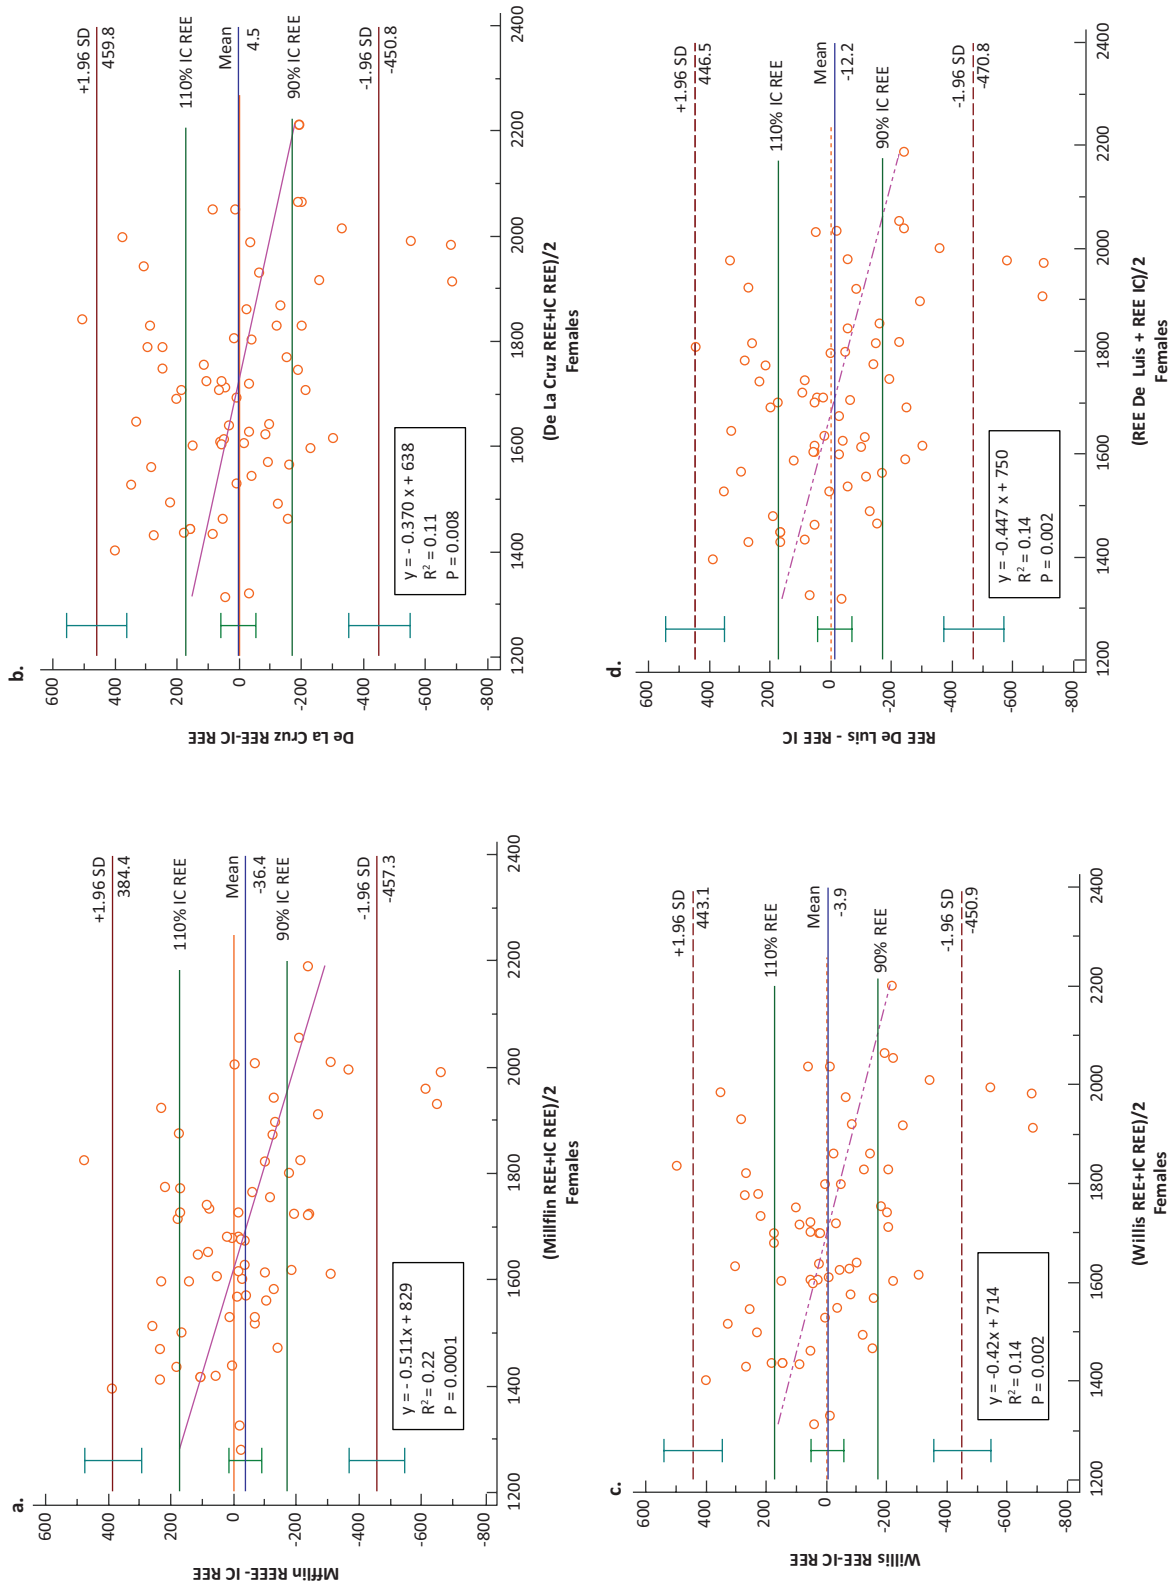 a.
Mfflin REEE- IC REE
600
400
200
0
-200
-400
-600
-800
1200
1400
1600
1800
2000
2200
2400
+1.96 SD
384.4
110% IC REE
Mean
-36.4
90% IC REE
-1.96 SD
-457.3
y = - 0.511x + 829
R² = 0.22
P = 0.0001
(Millflin REE+IC REE)/2
Females
b.
De La Cruz REE-IC REE
600
400
200
0
-200
-400
-600
-800
1200
1400
1600
1800
2000
2200
2400
+1.96 SD
459.8
110% IC REE
Mean
4.5
90% IC REE
-1.96 SD
-450.8
y = - 0.370 x + 638
R² = 0.11
P = 0.008
(De La Cruz REE+IC REE)/2
Females
c.
Willis REE-IC REE
600
400
200
0
-200
-400
-600
-800
1200
1400
1600
1800
2000
2200
2400
+1.96 SD
443.1
110% REE
Mean
-3.9
90% REE
-1.96 SD
-450.9
y = -0.42x + 714
R² = 0.14
P = 0.002
(Willis REE+IC REE)/2
Females
d.
REE De Luis - REE IC
600
400
200
0
-200
-400
-600
-800
1200
1400
1600
1800
2000
2200
2400
+1.96 SD
446.5
110% IC REE
Mean
-12.2
90% IC REE
-1.96 SD
-470.8
y = -0.447 x + 750
R² = 0.14
P = 0.002
(REE De Luis + REE IC)/2
Females